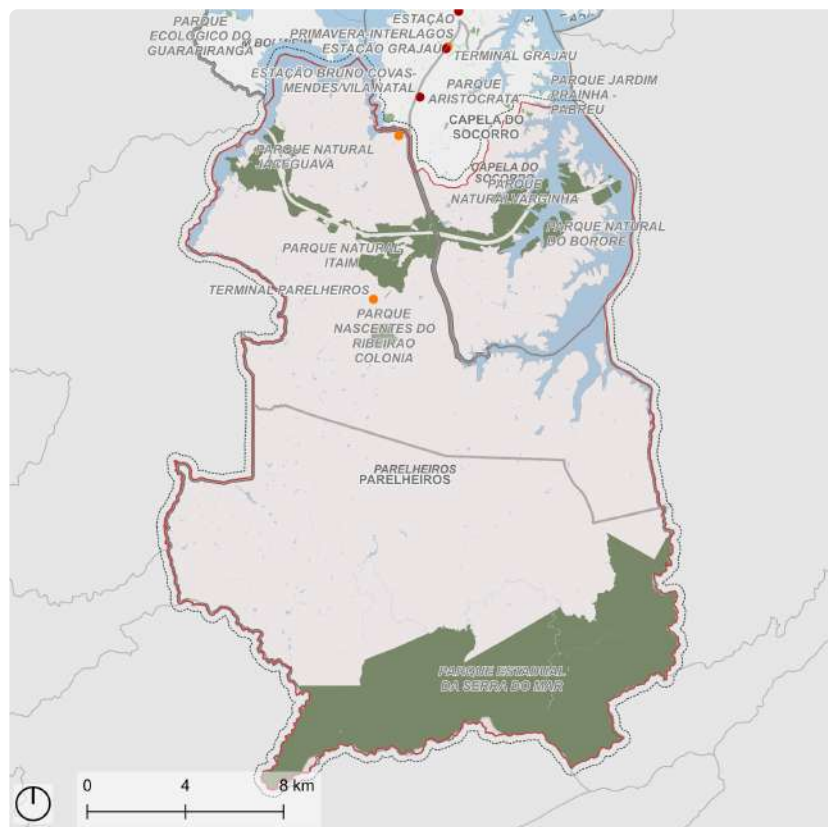 PARQUE
ECOLÓGICO DO
GUARAPIRANGA
M'BOI MIRIM
ESTAÇÃO
PRIMAVERA-INTERLAGOS
ESTAÇÃO GRAJAÚ
TERMINAL GRAJAÚ
ESTAÇÃO BRUNO COVAS-
MENDES/VILA NATAL
PARQUE
ARISTOCRATA
PARQUE JARDIM
PRAINHA -
PABREU
CAPELA DO
SOCORRO
CAPELA DO
SOCORRO
PARQUE NATURAL
JACEGUAVA
PARQUE
NATURAL VARGINHA
PARQUE NATURAL
DO BORORÉ
PARQUE NATURAL
ITAIM
TERMINAL PARELHEIROS
PARQUE
NASCENTES DO
RIBEIRÃO
COLÔNIA
PARELHEIROS
PARELHEIROS
PARQUE ESTADUAL
DA SERRA DO MAR
0 4 8 km